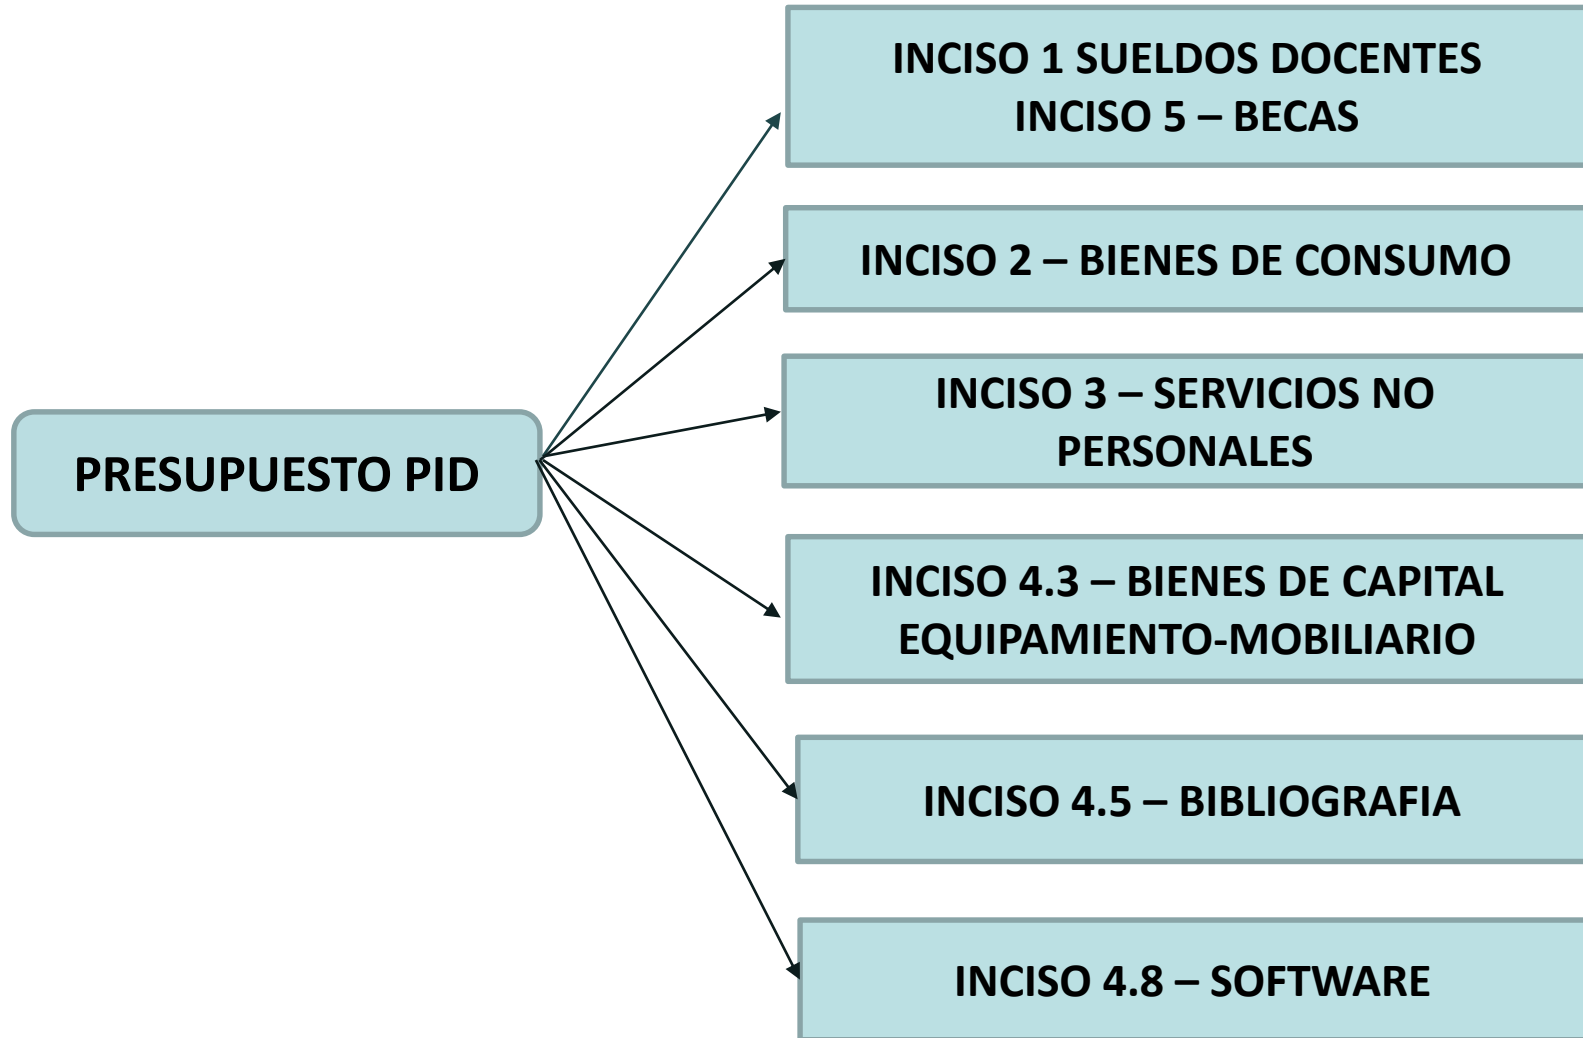 INCISO 1 SUELDOS DOCENTES
INCISO 5 – BECAS
INCISO 2 – BIENES DE CONSUMO
INCISO 3 – SERVICIOS NO
PERSONALES
PRESUPUESTO PID
INCISO 4.3 – BIENES DE CAPITAL
EQUIPAMIENTO-MOBILIARIO
INCISO 4.5 – BIBLIOGRAFIA
INCISO 4.8 – SOFTWARE